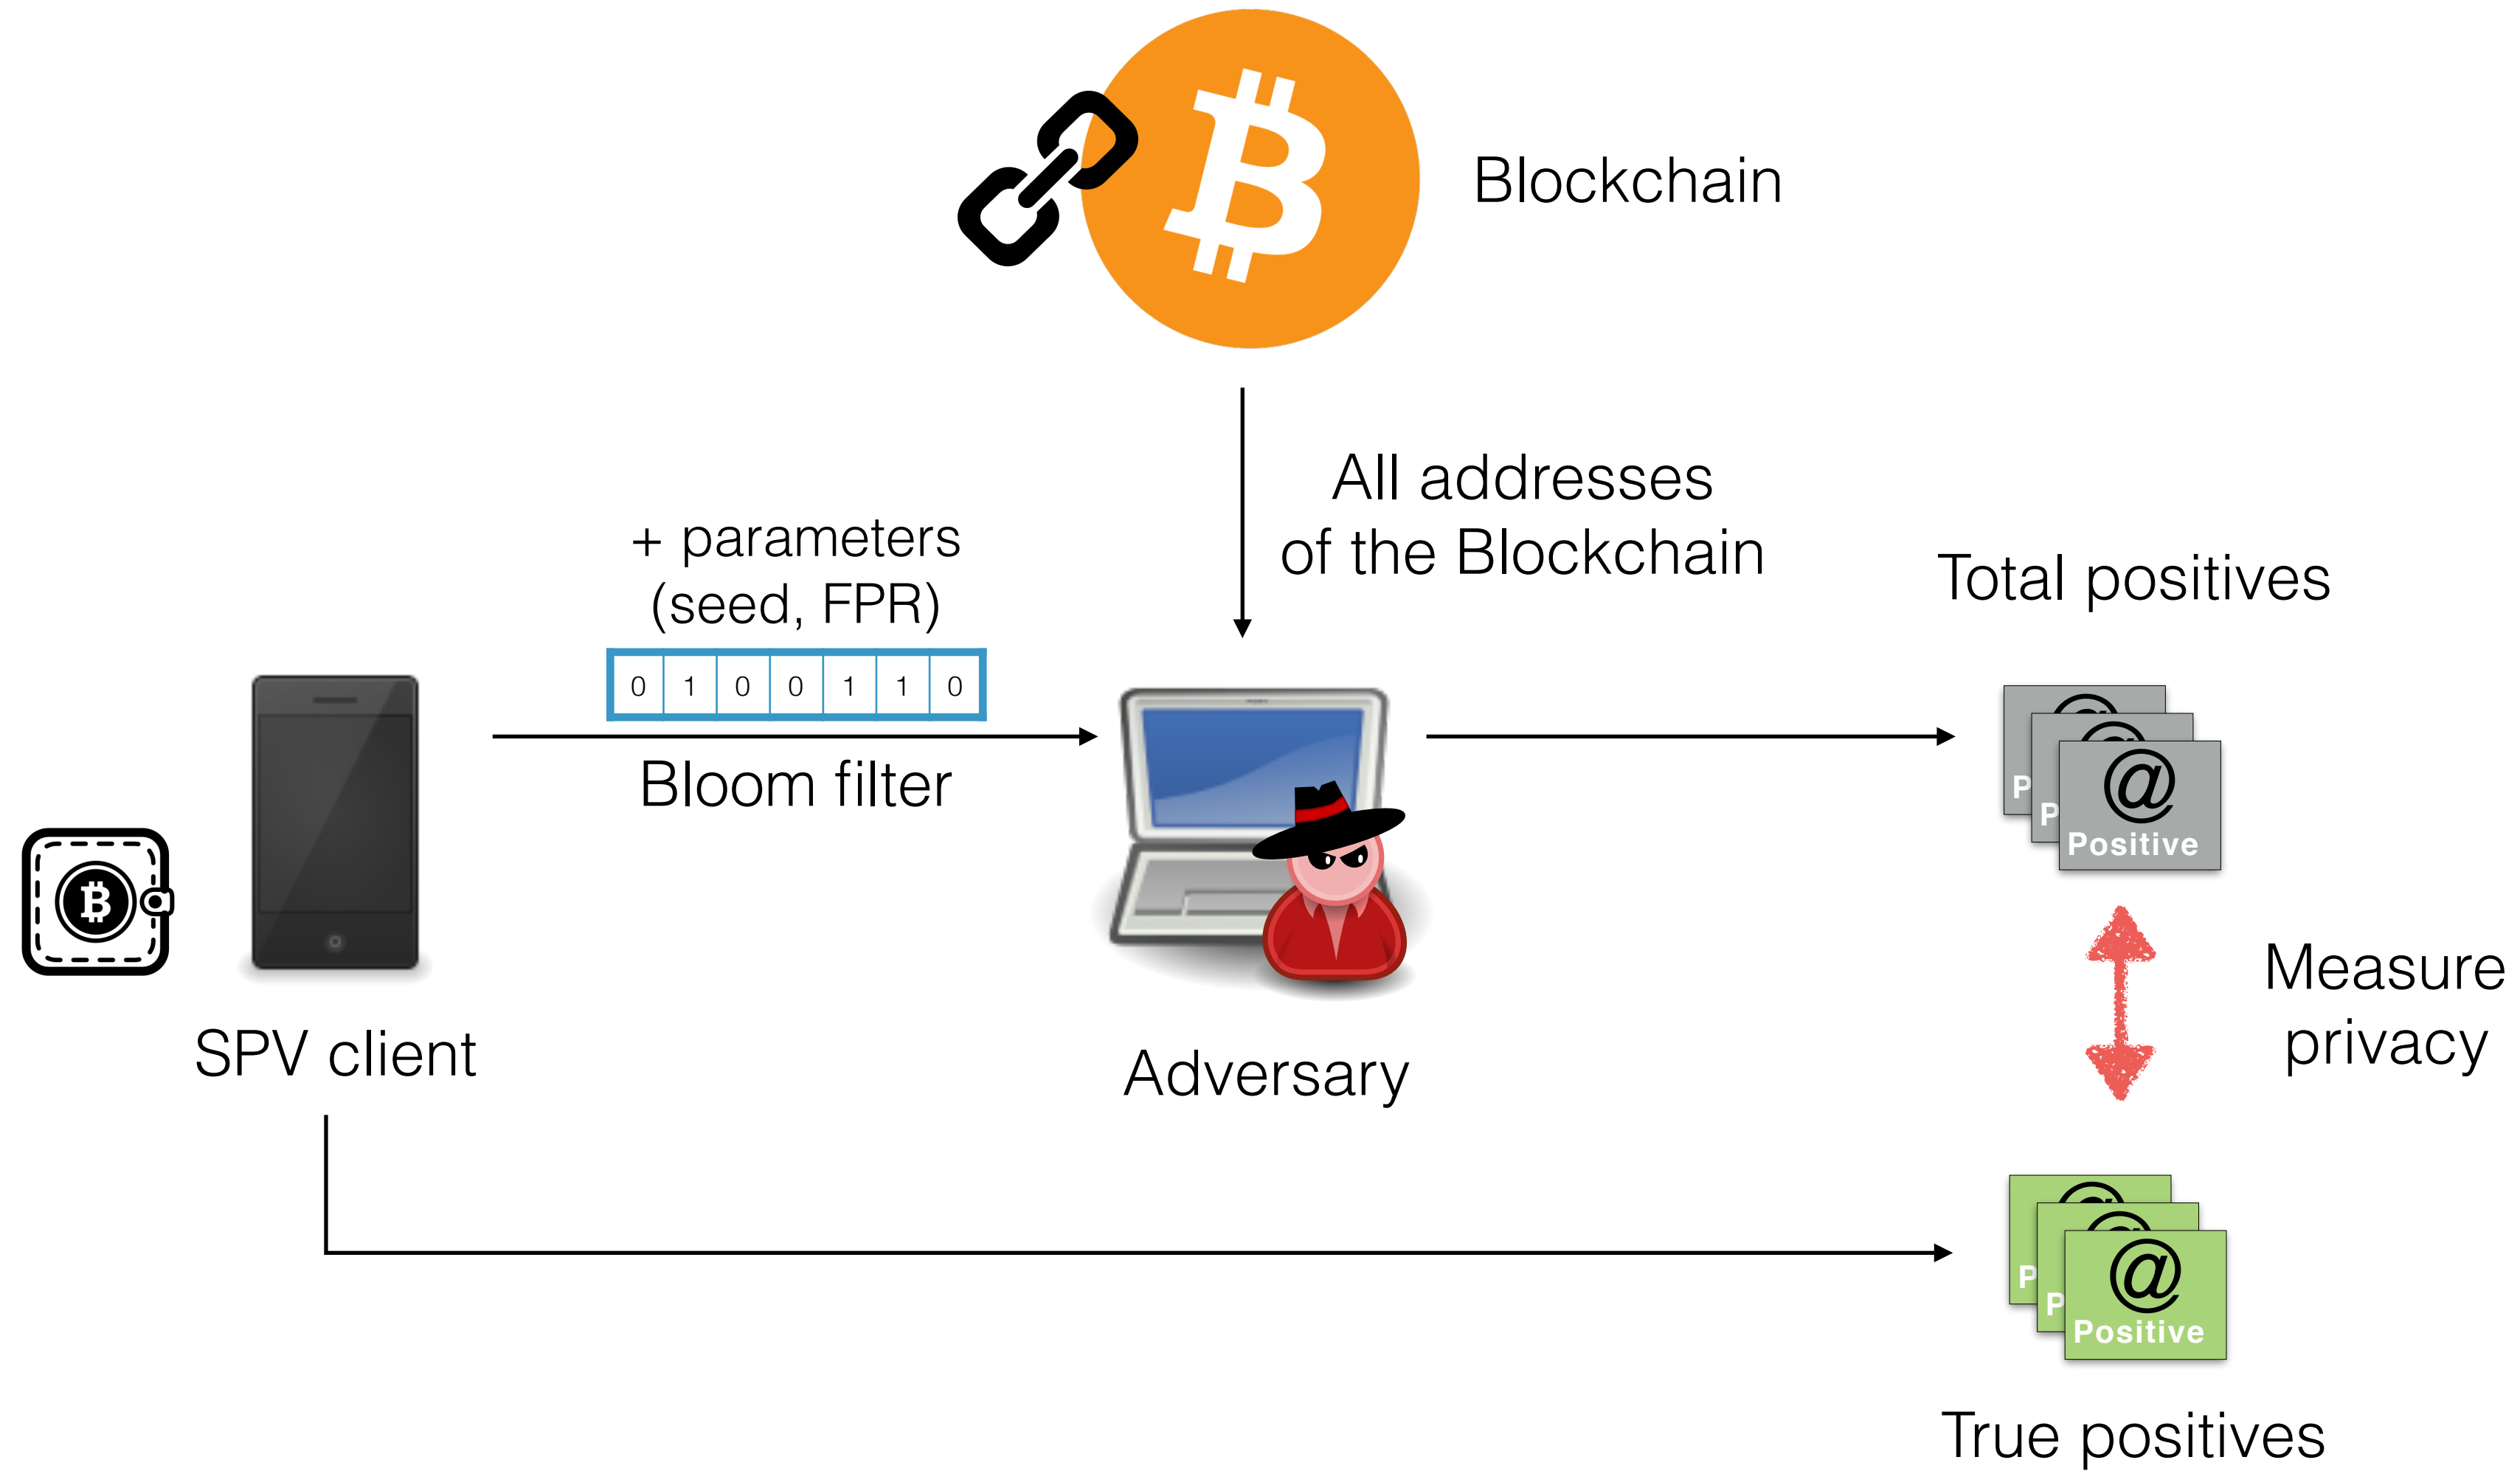 Blockchain
All addresses
of the Blockchain
+ parameters
(seed, FPR)
0 1 0 0 1 1 0
Bloom filter
Total positives
P
P
@
Positive
SPV client
Adversary
Measure
privacy
P
P
@
Positive
True positives